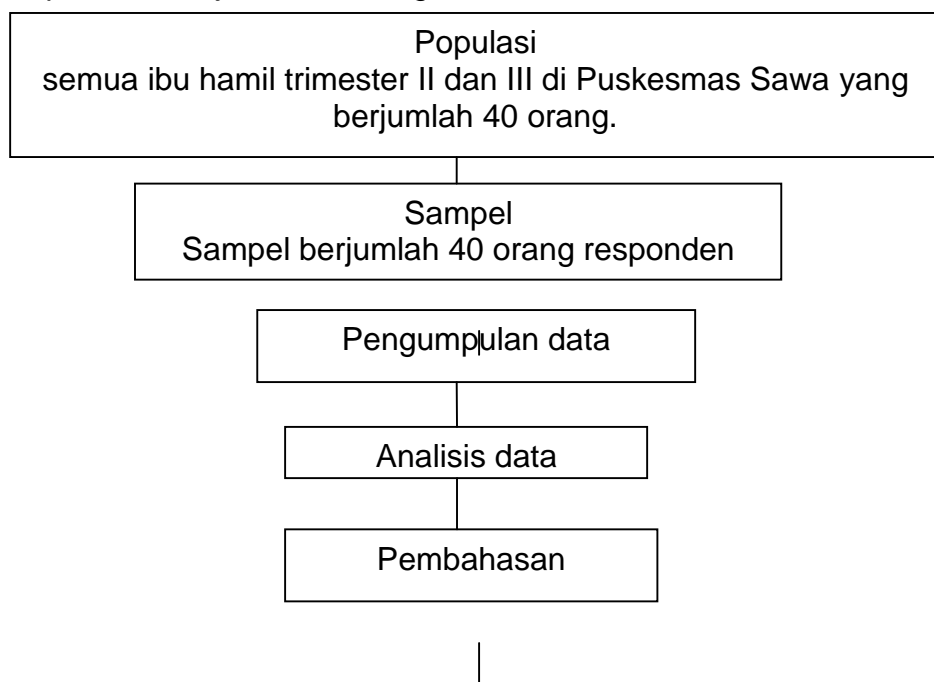 Populasi
semua ibu hamil trimester II dan III di Puskesmas Sawa yang
berjumlah 40 orang.
Sampel
Sampel berjumlah 40 orang responden
Pengumpulan data
Analisis data
Pembahasan